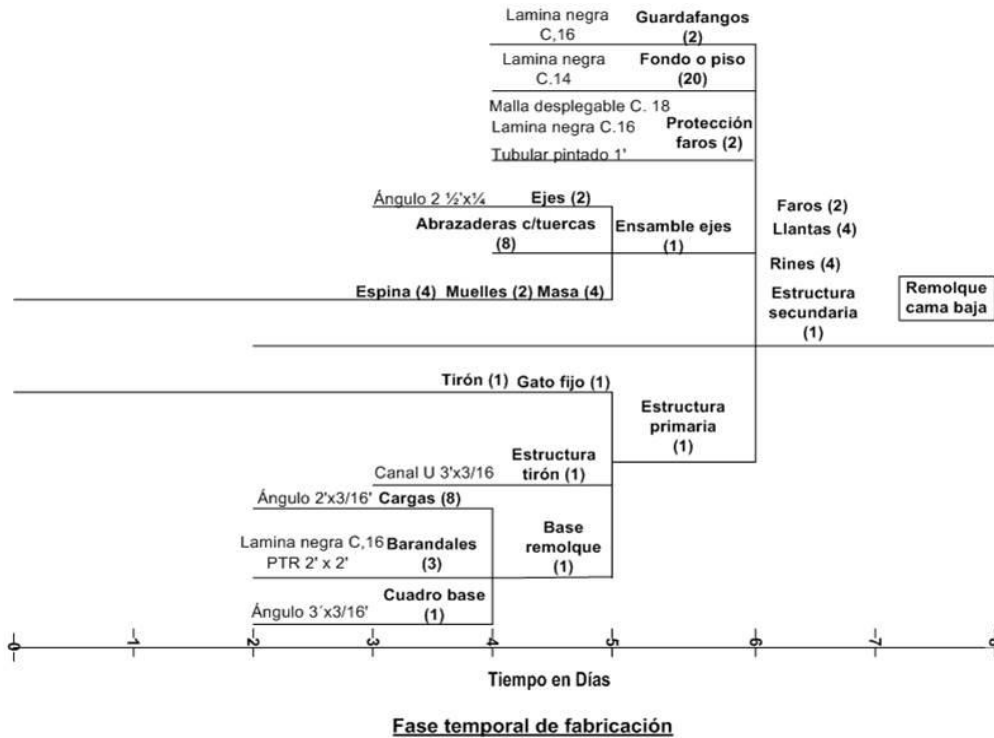 Lamina negra
C,16
Guardafangos
(2)
Lamina negra
C.14
Fondo o piso
(20)
Malla desplegable C. 18
Lamina negra C.16
Tubular pintado 1'
Protección
faros (2)
Ángulo 2 ½'x¼
Ejes (2)
Abrazaderas c/tuercas
(8)
Ensamble ejes
(1)
Espina (4) Muelles (2) Masa (4)
Faros (2)
Llantas (4)
Rines (4)
Estructura
secundaria
(1)
Remolque
cama baja
Tirón (1) Gato fijo (1)
Estructura
primaria
(1)
Canal U 3'x3/16
Estructura
tirón (1)
Ángulo 2'x3/16' Cargas (8)
Lamina negra C,16
PTR 2' x 2'
Barandales
(3)
Base
remolque
(1)
Ángulo 3´x3/16'
Cuadro base
(1)
0 1 2 3 4 5 6 7 8
Tiempo en Días
Fase temporal de fabricación